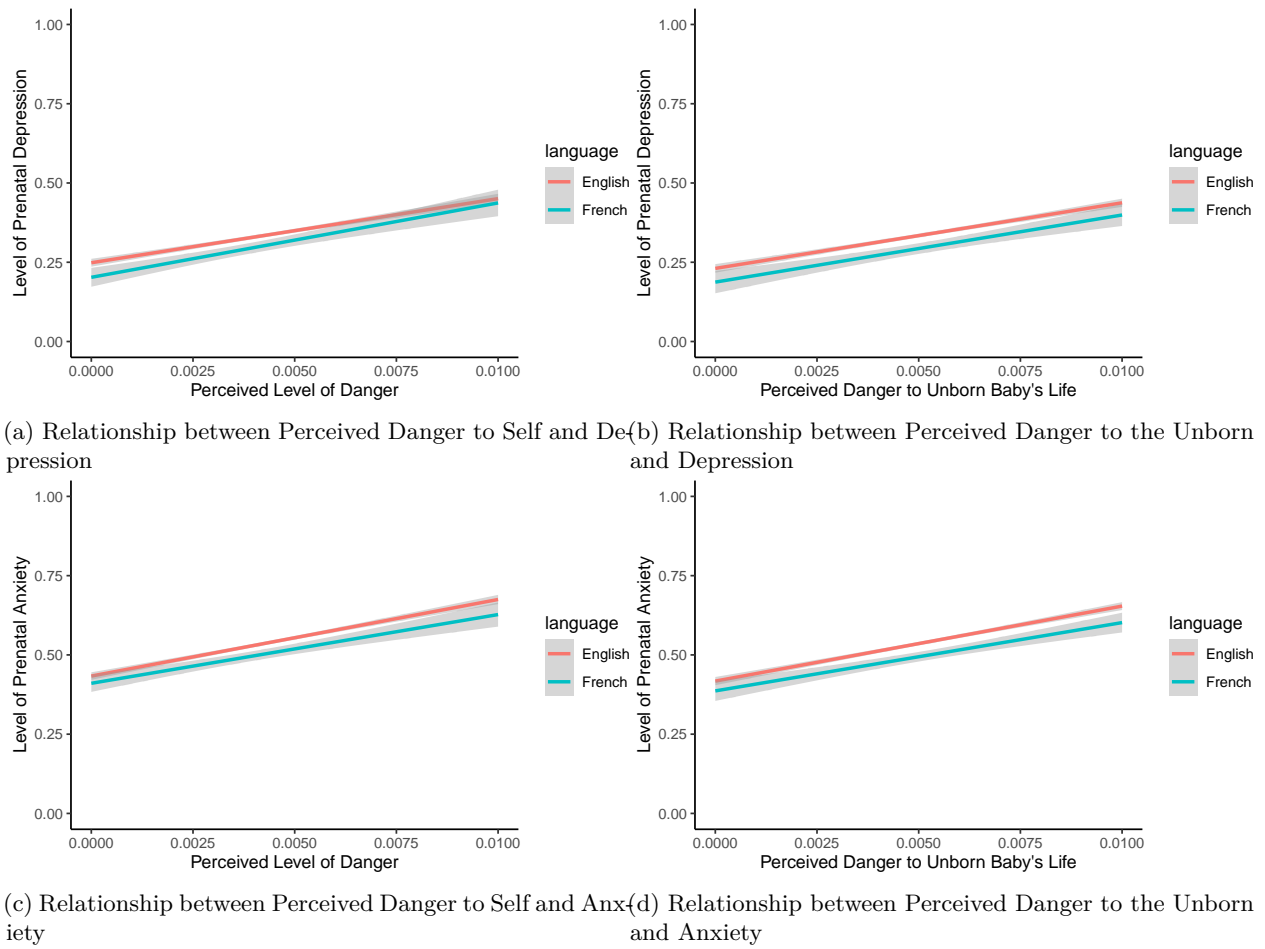 1.00
0.75
0.50
0.25
0.00
Level of Prenatal Depression
0.0000 0.0025 0.0050 0.0075 0.0100
Perceived Level of Danger
language
English
French
1.00
0.75
0.50
0.25
0.00
Level of Prenatal Depression
0.0000 0.0025 0.0050 0.0075 0.0100
Perceived Danger to Unborn Baby's Life
language
English
French
(a) Relationship between Perceived Danger to Self and De-
pression
(b) Relationship between Perceived Danger to the Unborn
and Depression
1.00
0.75
0.50
0.25
0.00
Level of Prenatal Anxiety
0.0000 0.0025 0.0050 0.0075 0.0100
Perceived Level of Danger
language
English
French
1.00
0.75
0.50
0.25
0.00
Level of Prenatal Anxiety
0.0000 0.0025 0.0050 0.0075 0.0100
Perceived Danger to Unborn Baby's Life
language
English
French
(c) Relationship between Perceived Danger to Self and Anx-
iety
(d) Relationship between Perceived Danger to the Unborn
and Anxiety